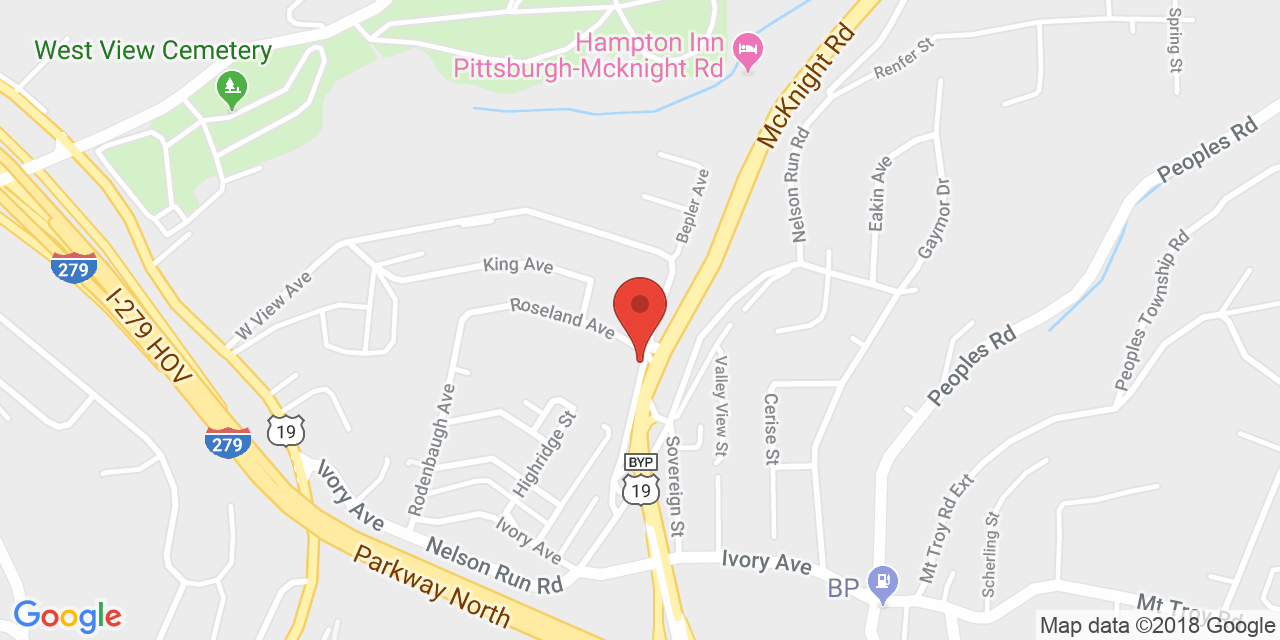 West View Cemetery
Hampton Inn
Pittsburgh-Mcknight Rd
McKnight Rd
Renfer St
Spring St
Peoples Rd
Nelson Run Rd
Eakin Ave
Gaymor Dr
Bepler Ave
King Ave
Roseland Ave
W View Ave
279
I-279 HOV
279
19
Peoples Rd
Peoples Township Rd
Valley View St
Cerise St
Rodenbaugh Ave
Highridge St
BYP
19
Sovereign St
Ivory Ave
Ivory Ave
Nelson Run Rd
Parkway North
Ivory Ave
Mt Troy Rd Ext
Scherling St
BP
Mt Troy Rd
Google
Map data ©2018 Google